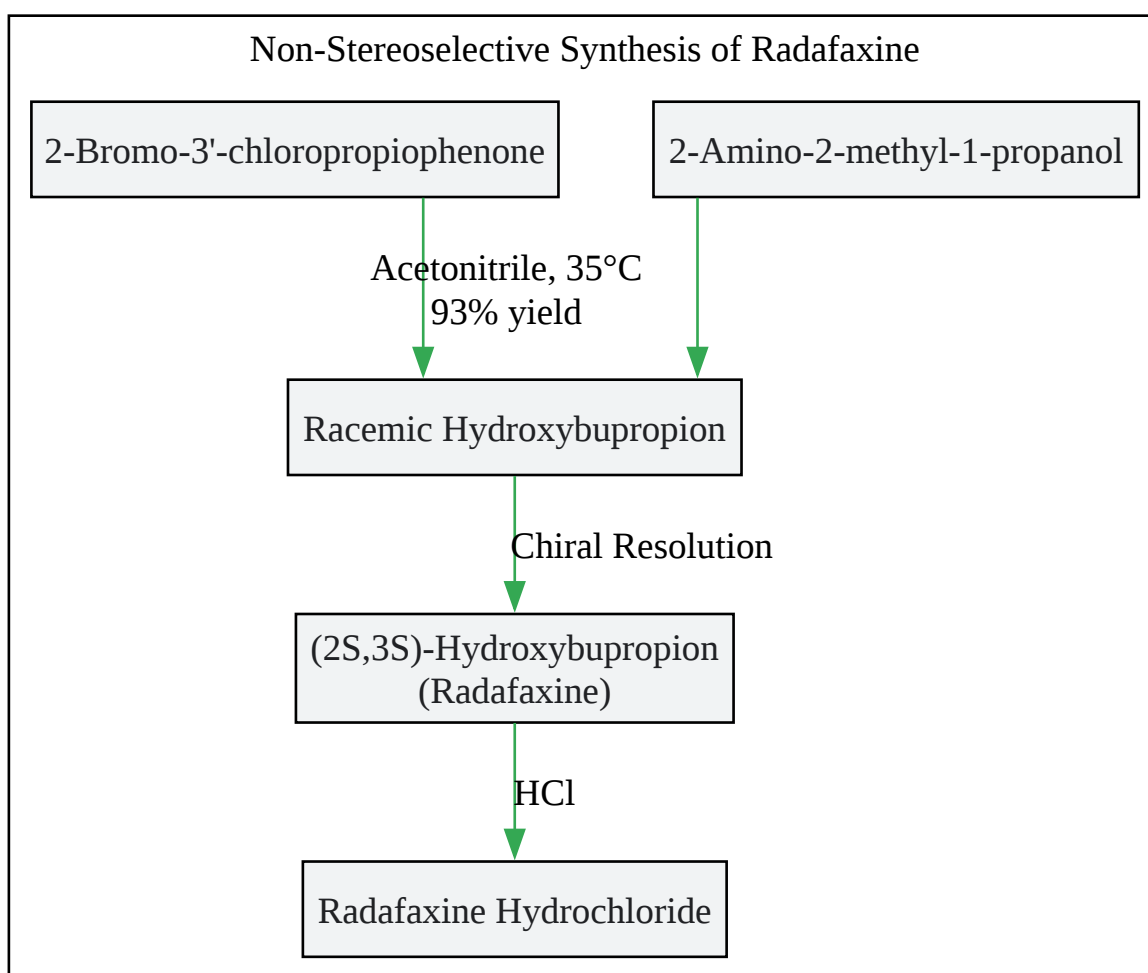 Non-Stereoselective Synthesis of Radafaxine
2-Bromo-3'-chloropropiophenone
2-Amino-2-methyl-1-propanol
Acetonitrile, 35°C
93% yield
Racemic Hydroxybupropion
Chiral Resolution
(2S,3S)-Hydroxybupropion
(Radafaxine)
HCl
Radafaxine Hydrochloride